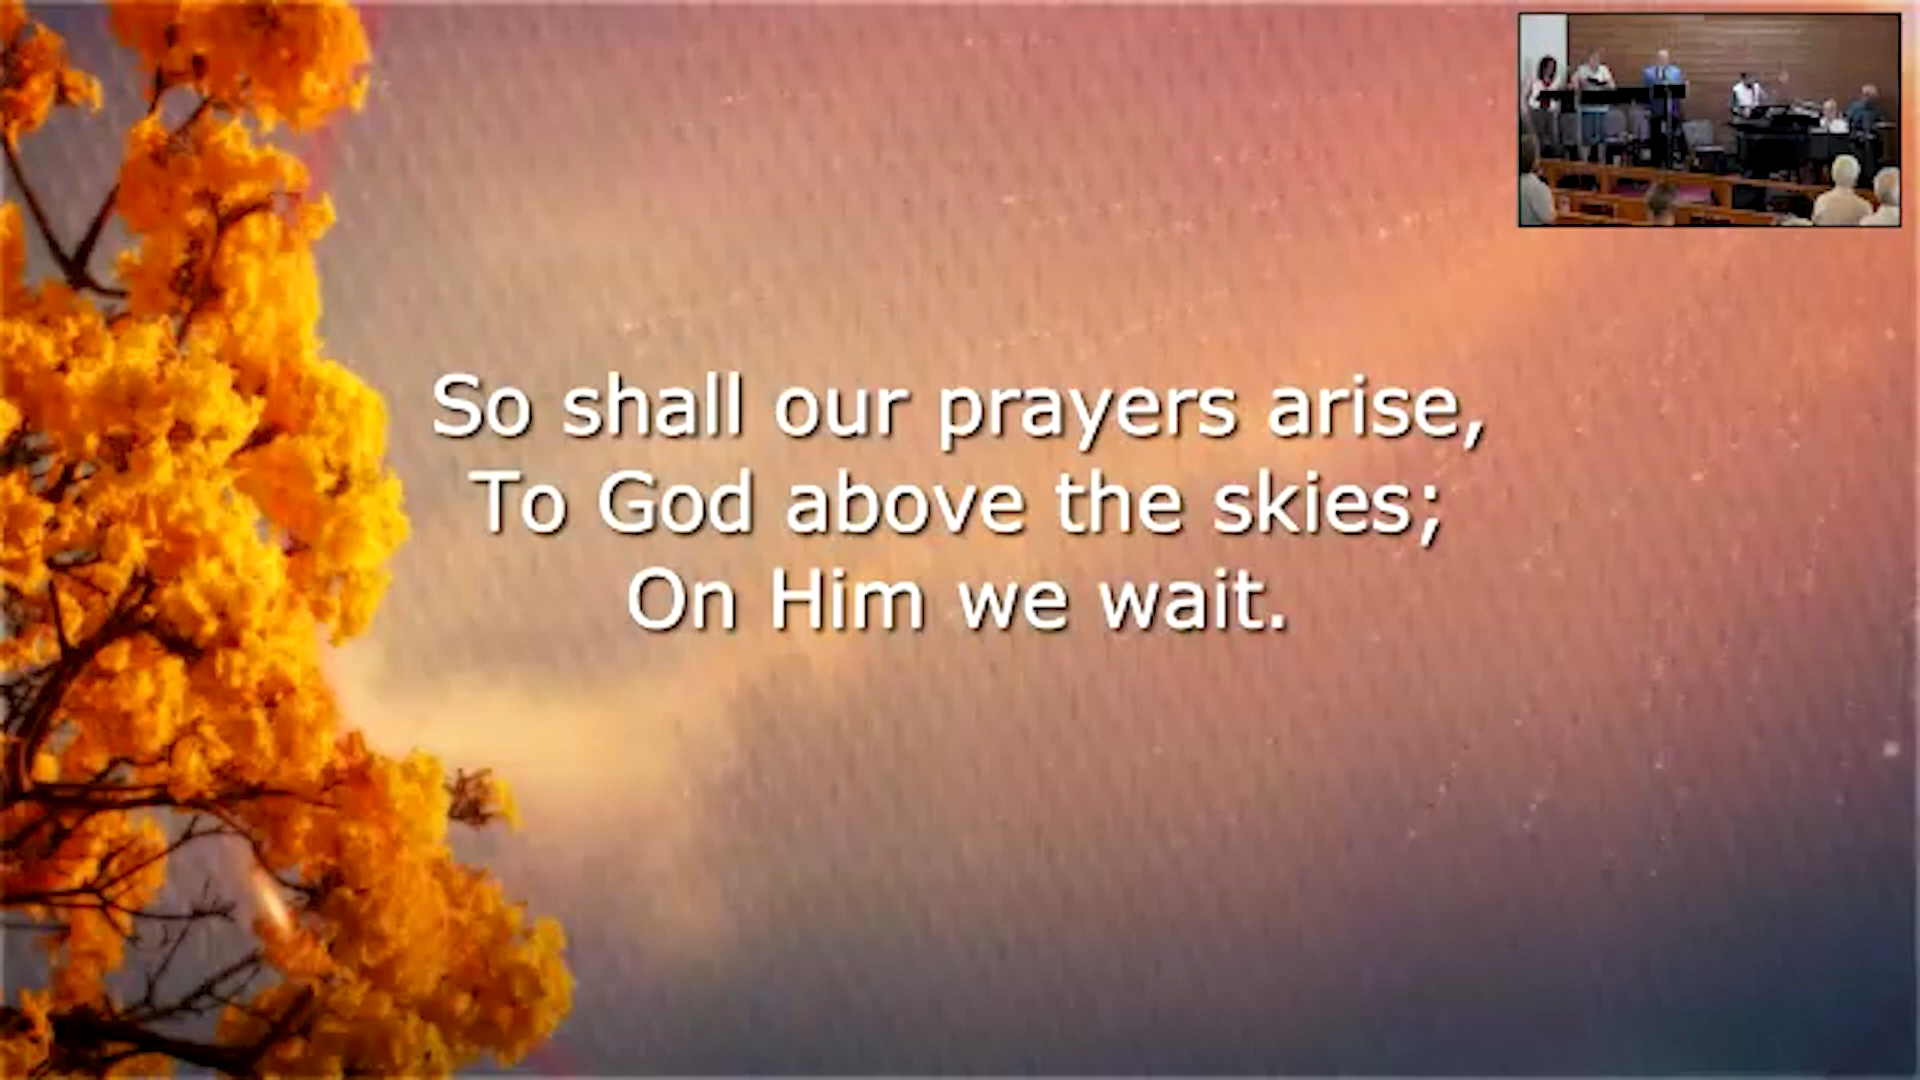 So shall our prayers arise,
To God above the skies;
On Him we wait.